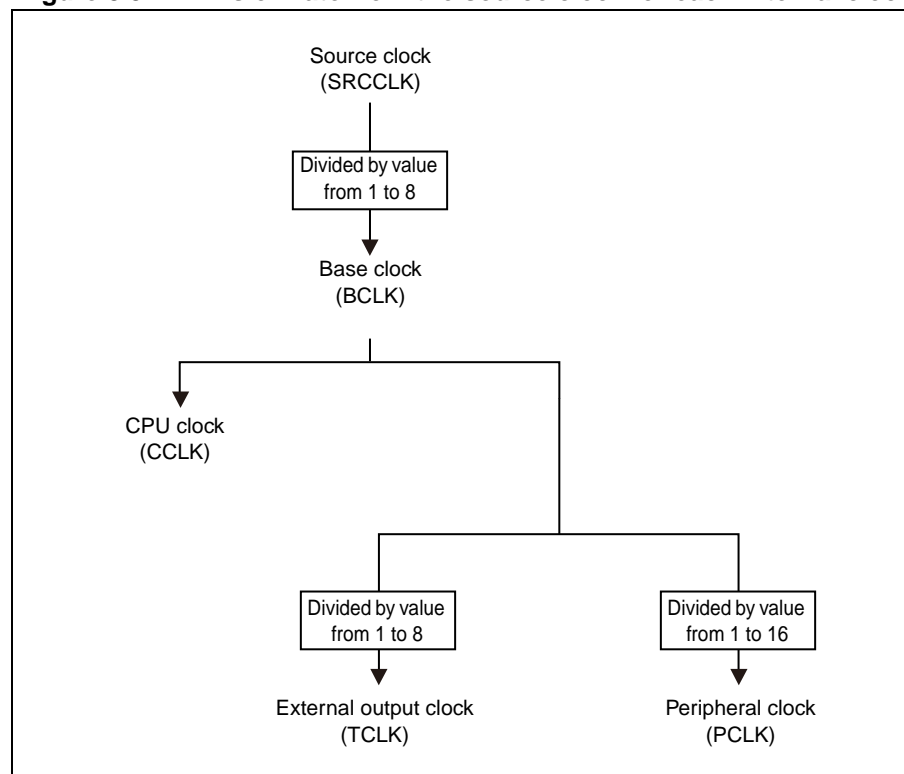 Source clock
(SRCCLK)
Divided by value
from 1 to 8
Base clock
(BCLK)
CPU clock
(CCLK)
Divided by value
from 1 to 8
Divided by value
from 1 to 16
External output clock
(TCLK)
Peripheral clock
(PCLK)